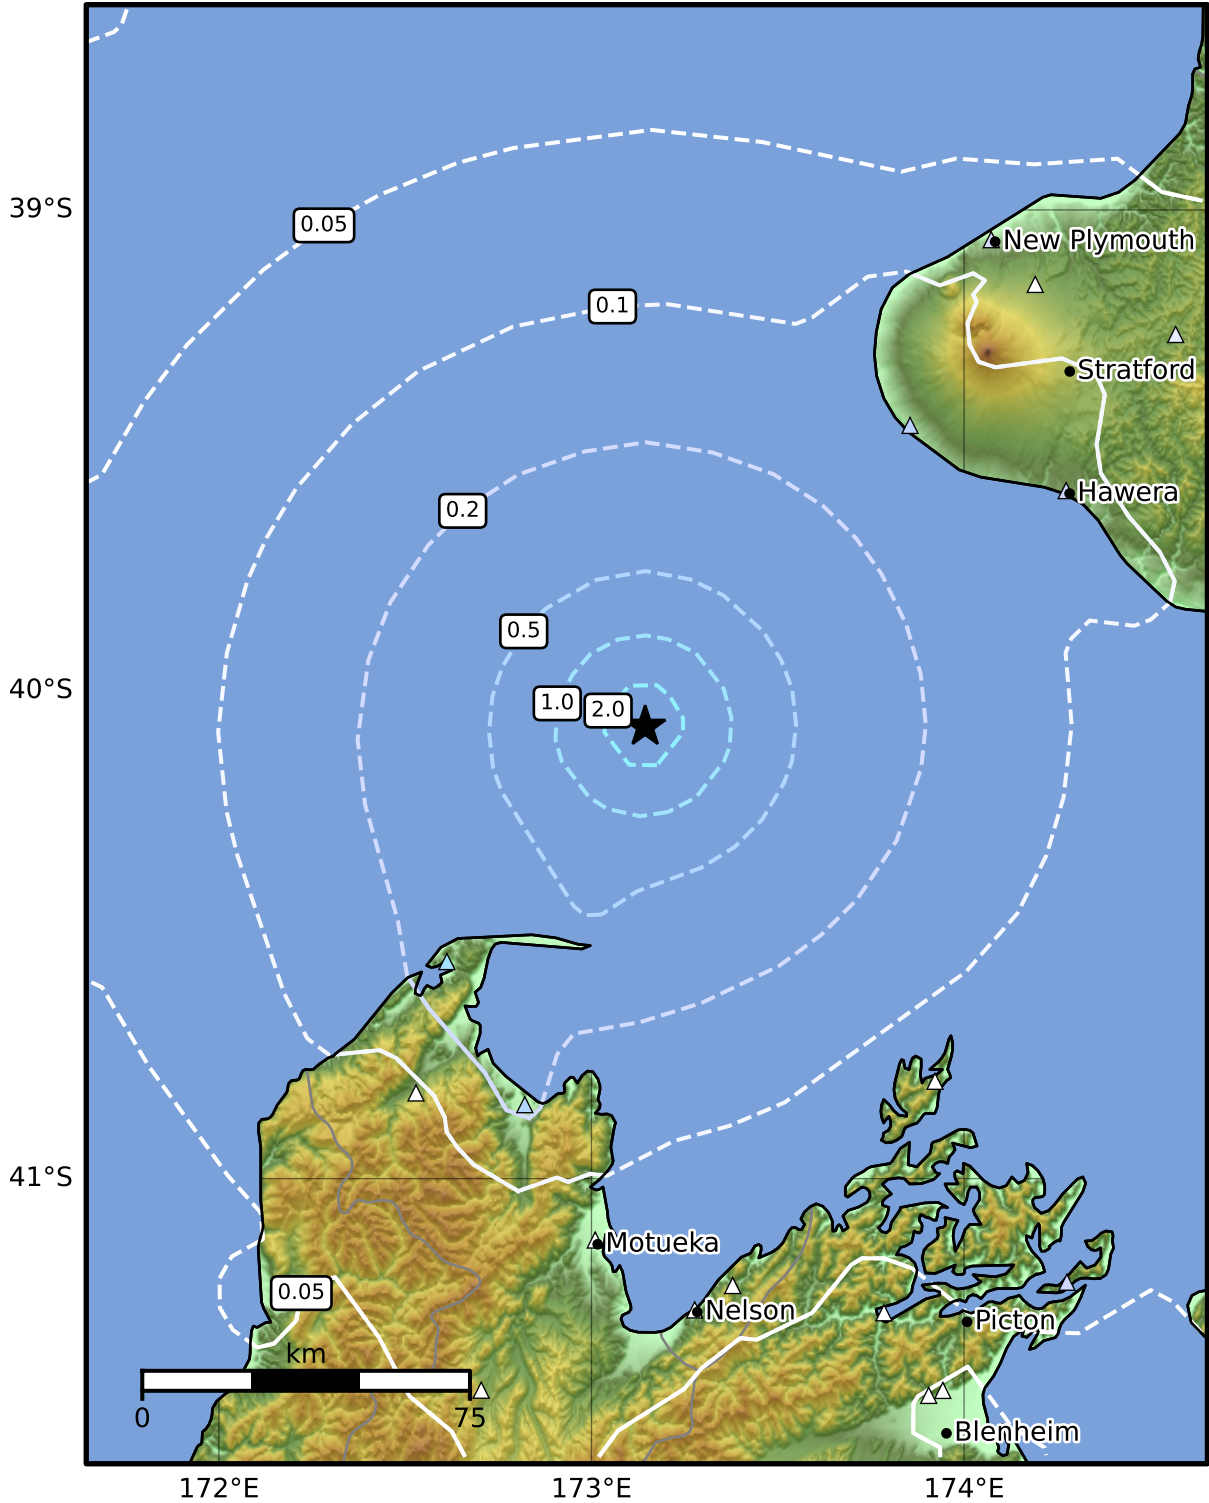 39°S
0.05
New Plymouth
0.1
Stratford
Hawera
0.2
0.5
40°S
1.0
2.0
41°S
Motueka
0.05
Nelson
Picton
km
0
75
Blenheim
172°E
173°E
174°E